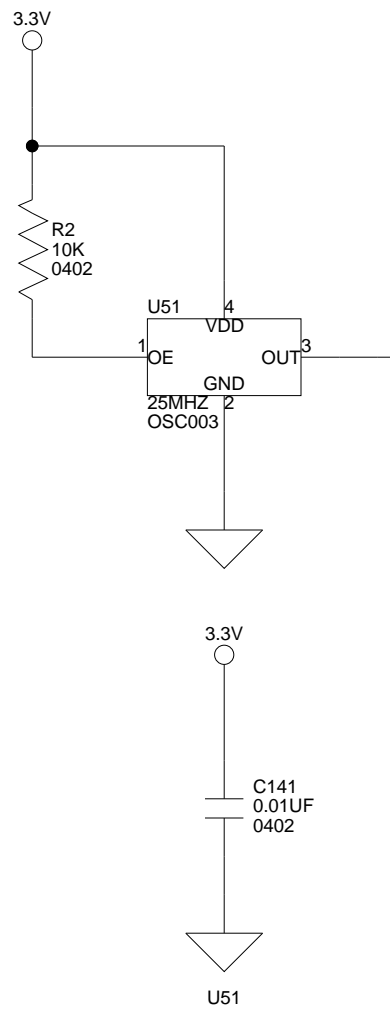 3.3V
R2
10K
0402
U51
4
VDD
1
OE
OUT
3
GND
2
25MHZ
OSC003
3.3V
C141
0.01UF
0402
U51